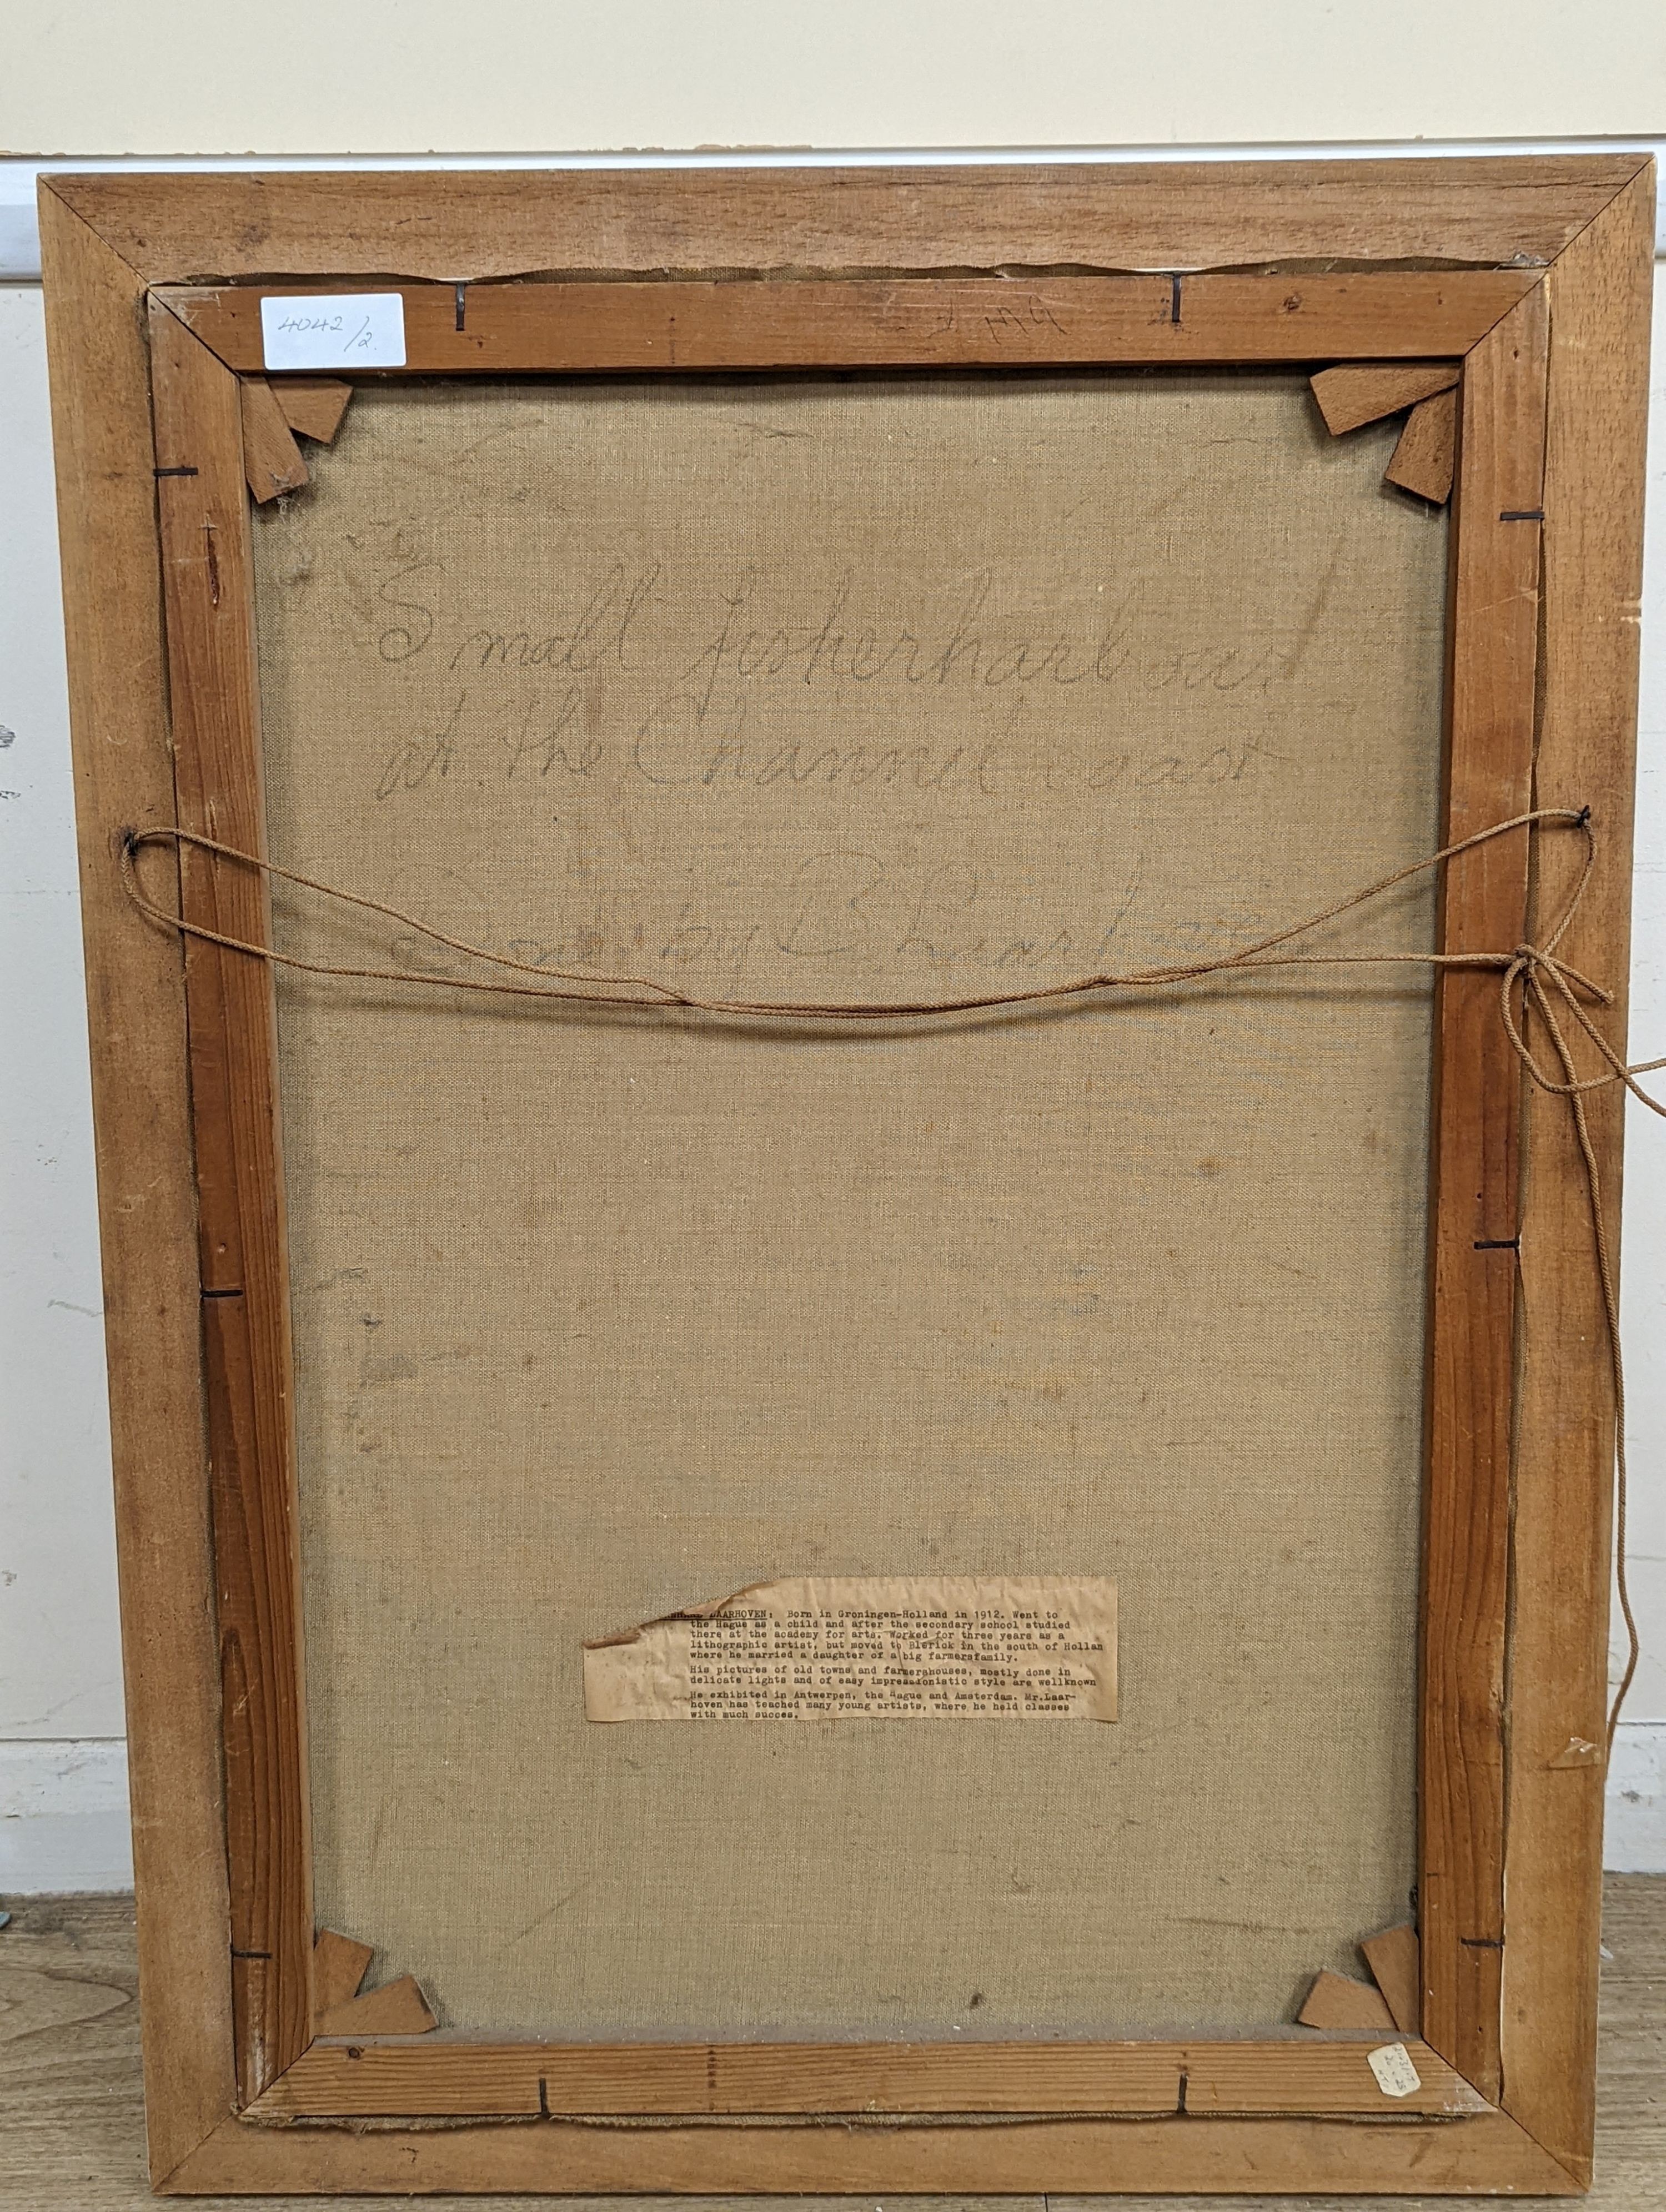 4042/2.
Small fisherharbour
at the Channel coast
by B Laarhoven
LAARHOVEN: Born in Groningen-Holland in 1912. Went to
the Hague as a child and after the secondary school studied
there at the academy for arts. Worked for three years as a
lithographic artist, but moved to Blerick in the south of Hollan
where he married a daughter of a big farmersfamily.
His pictures of old towns and farmershouses, mostly done in
delicate lights and of easy impressionistic style are wellknown
He exhibited in Antwerpen, the Hague and Amsterdam. Mr.Laar-
hoven has teached many young artists, where he held classes
with much succes.